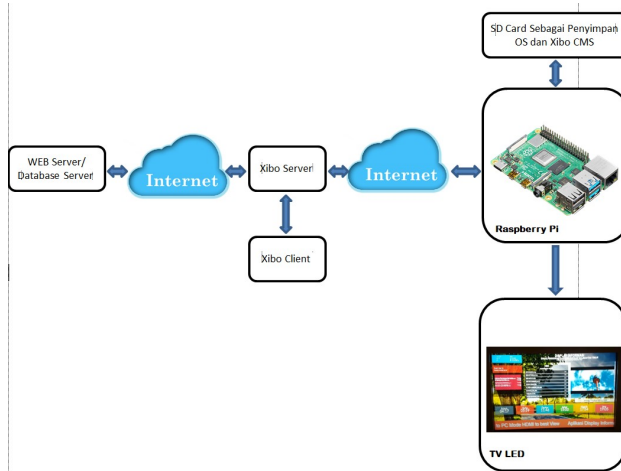 SD Card Sebagai Penyimpan
OS dan Xibo CMS
WEB Server/
Database Server
Internet
Xibo Server
Internet
Xibo Client
Raspberry Pi
TV LED